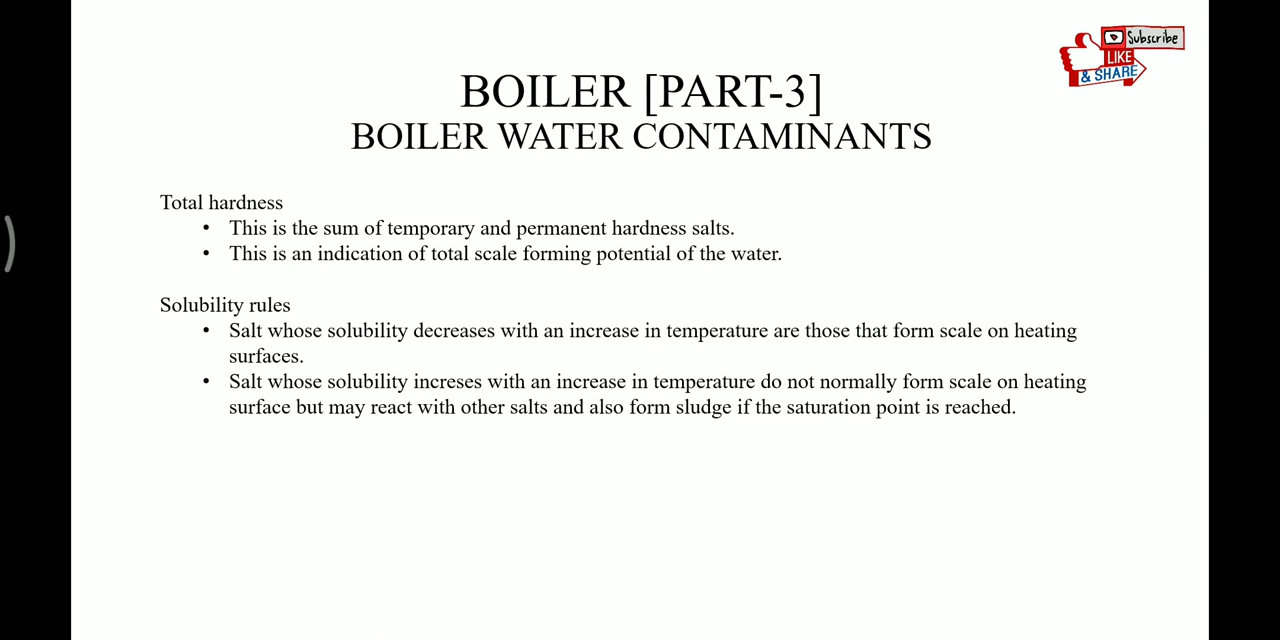 Subscribe
LIKE
& SHARE
BOILER [PART-3]
BOILER WATER CONTAMINANTS
Total hardness
• This is the sum of temporary and permanent hardness salts.
• This is an indication of total scale forming potential of the water.
Solubility rules
• Salt whose solubility decreases with an increase in temperature are those that form scale on heating
surfaces.
• Salt whose solubility increses with an increase in temperature do not normally form scale on heating
surface but may react with other salts and also form sludge if the saturation point is reached.